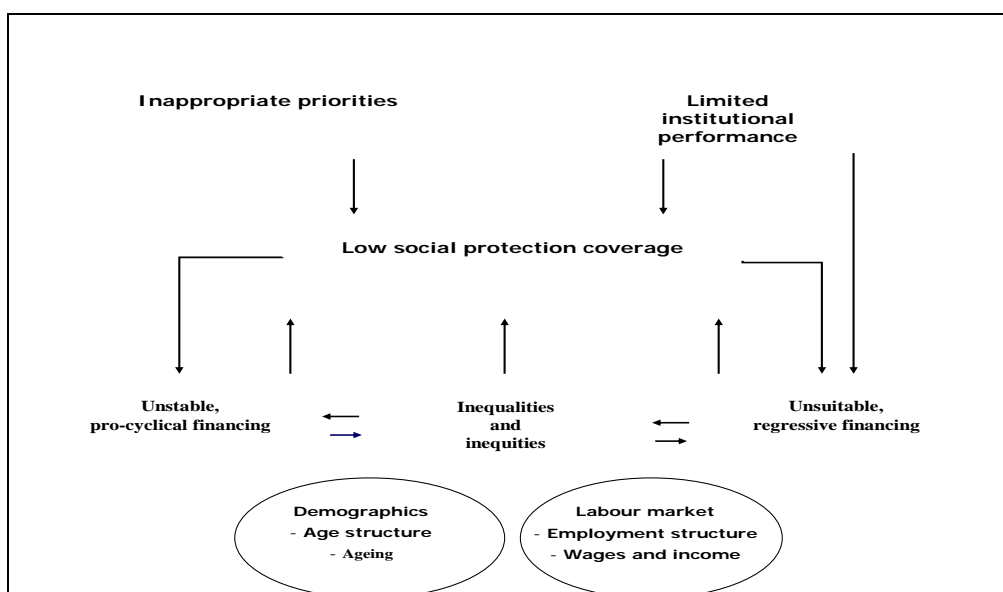 Inappropriate priorities
Limited
institutional
performance
Low social protection coverage
Unstable,
pro-cyclical financing
Inequalities
and
inequities
Unsuitable,
regressive financing
Demographics
- Age structure
- Ageing
Labour market
- Employment structure
- Wages and income